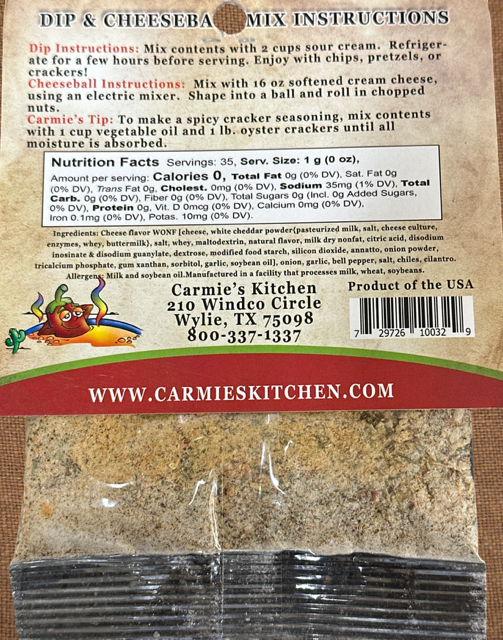 DIP & CHEESEBA MIX INSTRUCTIONS
Dip Instructions: Mix contents with 2 cups sour cream. Refriger-
ate for a few hours before serving. Enjoy with chips, pretzels, or
crackers!
Cheeseball Instructions: Mix with 16 oz softened cream cheese,
using an electric mixer. Shape into a ball and roll in chopped
nuts.
Carmie's Tip: To make a spicy cracker seasoning, mix contents
with 1 cup vegetable oil and 1 lb. oyster crackers until all
moisture is absorbed.
Nutrition Facts Servings: 35, Serv. Size: 1 g (0 oz),
Amount per serving: Calories 0, Total Fat 0g (0% DV), Sat. Fat 0g
(0% DV), Trans Fat 0g, Cholest. 0mg (0% DV), Sodium 35mg (1% DV), Total
Carb. 0g (0% DV), Fiber 0g (0% DV), Total Sugars 0g (Incl. 0g Added Sugars,
0% DV), Protein 0g, Vit. D 0mcg (0% DV), Calcium 0mg (0% DV),
Iron 0.1mg (0% DV), Potas. 10mg (0% DV).
Ingredients: Cheese flavor WONF [cheese, white cheddar powder(pasteurized milk, salt, cheese culture,
enzymes, whey, buttermilk), salt, whey, maltodextrin, natural flavor, milk dry nonfat, citric acid, disodium
inosinate & disodium guanylate, dextrose, modified food starch, silicon dioxide, annatto, onion powder,
tricalcium phosphate, gum xanthan, sorbitol, garlic, soybean oil], onion, garlic, bell pepper, salt, chiles, cilantro.
Allergens: Milk and soybean oil.Manufactured in a facility that processes milk, wheat, soybeans.
Carmie's Kitchen
210 Windco Circle
Wylie, TX 75098
800-337-1337
Product of the USA
7 29726 10032 9
WWW.CARMIESKITCHEN.COM